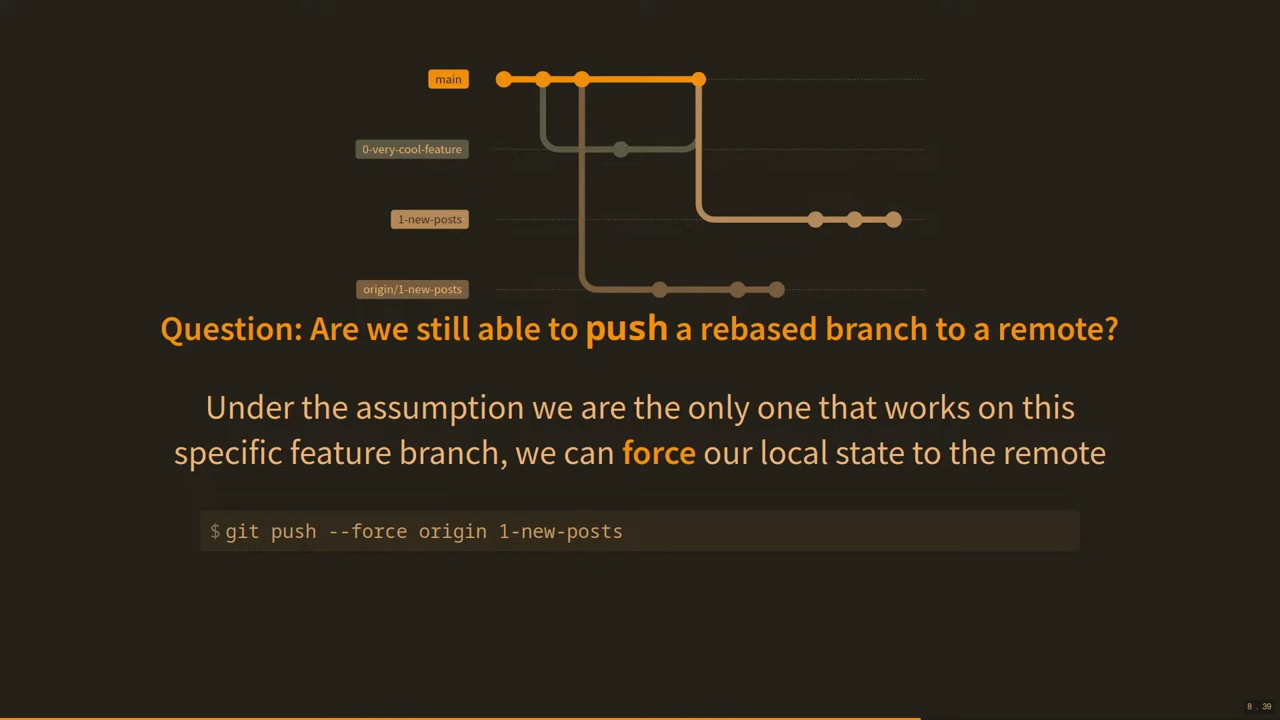 main
0-very-cool-feature
1-new-posts
origin/1-new-posts
Question: Are we still able to push a rebased branch to a remote?
Under the assumption we are the only one that works on this
specific feature branch, we can force our local state to the remote
$ git push --force origin 1-new-posts
8 . 39